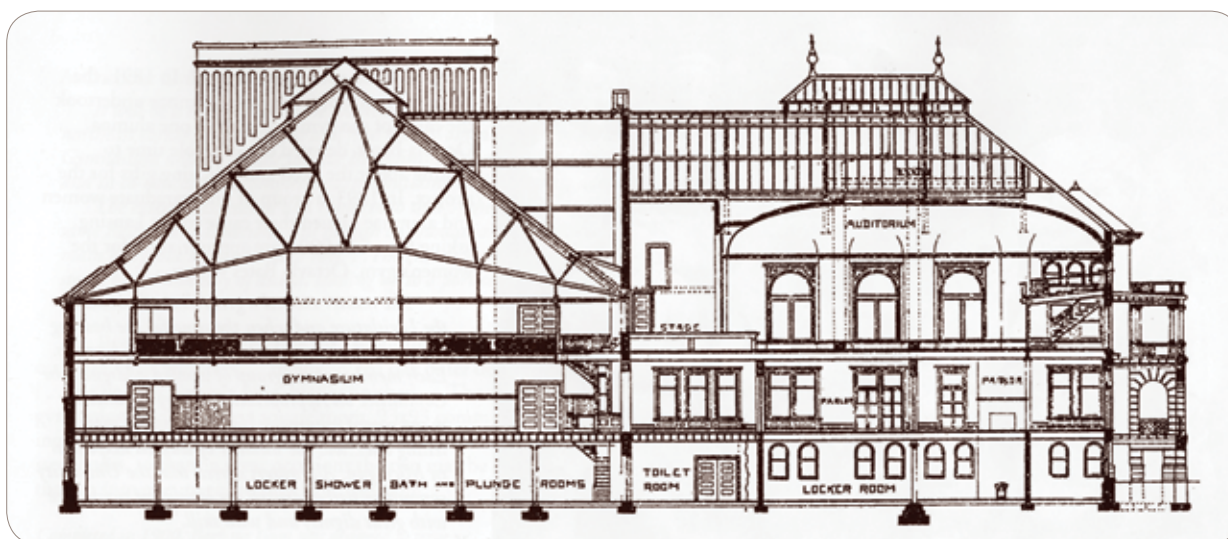 AUDITORIUM
STAGE
GYMNASIUM
PARLOR
LOCKER SHOWER BATH AND PLUNGE ROOMS
TOILET
ROOM
LOCKER ROOM